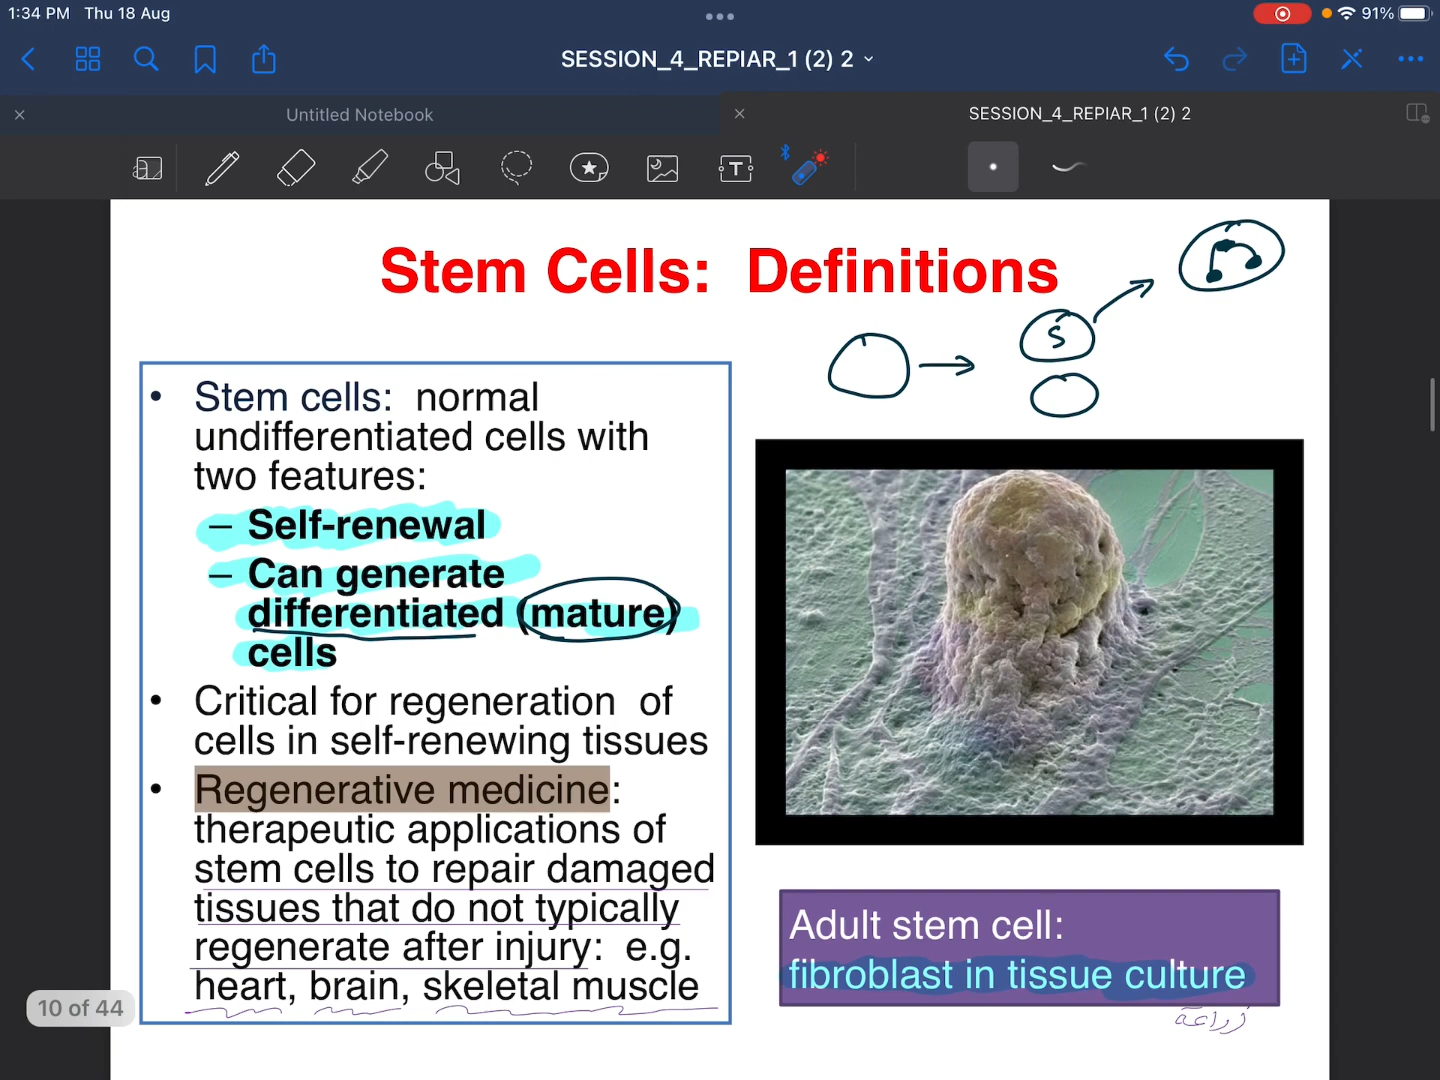 1:34 PM Thu 18 Aug
91%
SESSION_4_REPIAR_1 (2) 2
Untitled Notebook
SESSION_4_REPIAR_1 (2) 2
Stem Cells: Definitions
S
• Stem cells: normal
undifferentiated cells with
two features:
– Self-renewal
– Can generate
differentiated (mature)
cells
• Critical for regeneration of
cells in self-renewing tissues
• Regenerative medicine:
therapeutic applications of
stem cells to repair damaged
tissues that do not typically
regenerate after injury: e.g.
heart, brain, skeletal muscle
Adult stem cell:
fibroblast in tissue culture
زراعة
10 of 44